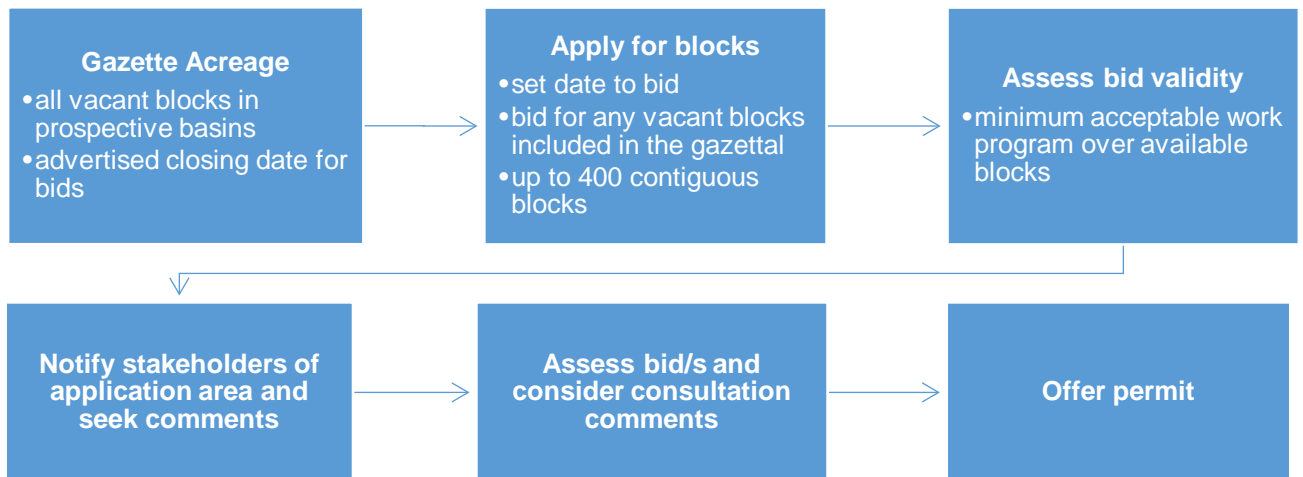 Gazette Acreage
•all vacant blocks in
prospective basins
•advertised closing date for
bids
Apply for blocks
•set date to bid
•bid for any vacant blocks
included in the gazettal
•up to 400 contiguous
blocks
Assess bid validity
•minimum acceptable work
program over available
blocks
Notify stakeholders of
application area and
seek comments
Assess bid/s and
consider consultation
comments
Offer permit